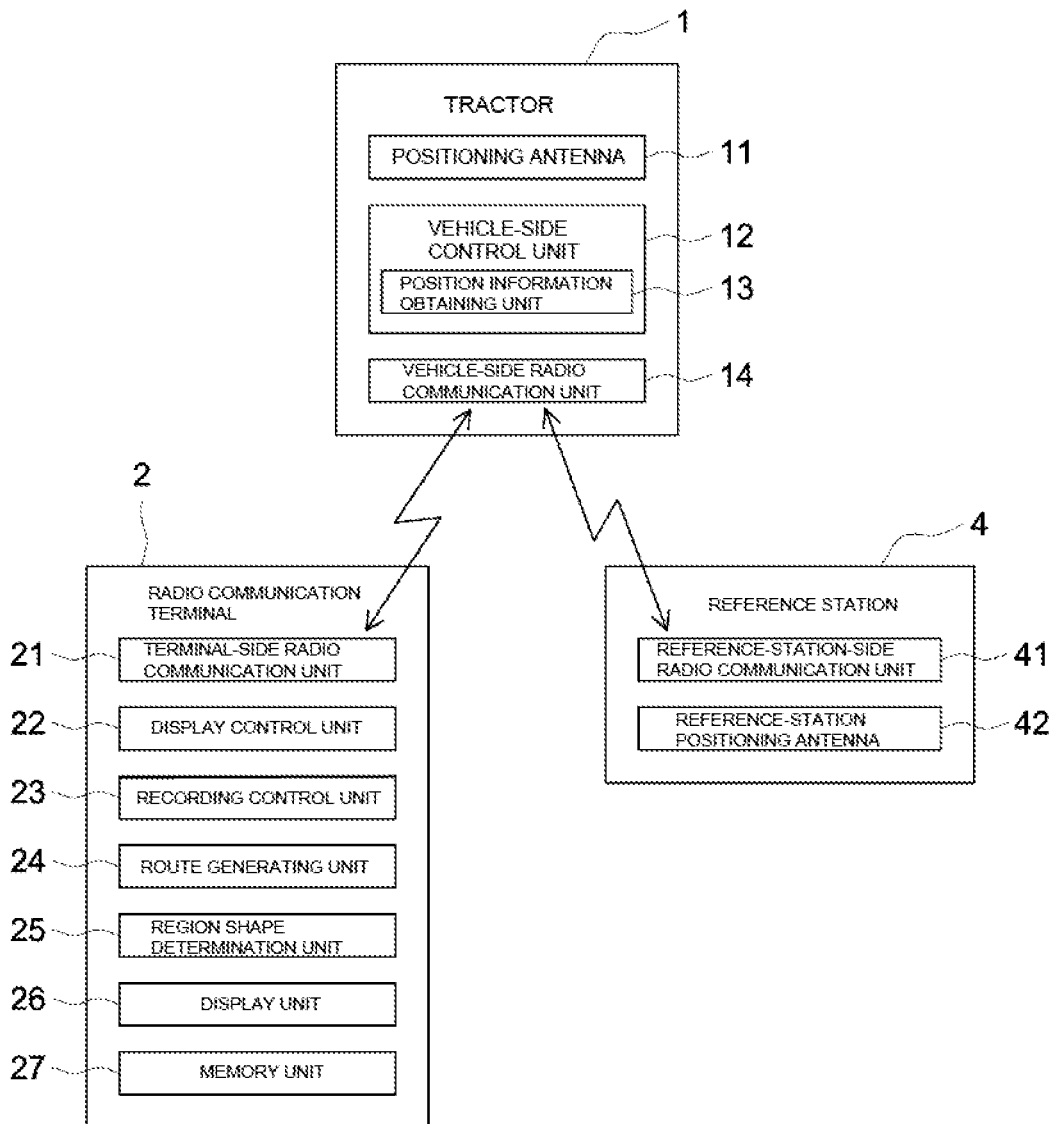 1
TRACTOR
POSITIONING ANTENNA
11
VEHICLE-SIDE
CONTROL UNIT
12
POSITION INFORMATION
OBTAINING UNIT
13
VEHICLE-SIDE RADIO
COMMUNICATION UNIT
14
2
RADIO COMMUNICATION
TERMINAL
21
TERMINAL-SIDE RADIO
COMMUNICATION UNIT
22
DISPLAY CONTROL UNIT
23
RECORDING CONTROL UNIT
24
ROUTE GENERATING UNIT
25
REGION SHAPE
DETERMINATION UNIT
26
DISPLAY UNIT
27
MEMORY UNIT
4
REFERENCE STATION
REFERENCE-STATION-SIDE
RADIO COMMUNICATION UNIT
41
REFERENCE-STATION
POSITIONING ANTENNA
42